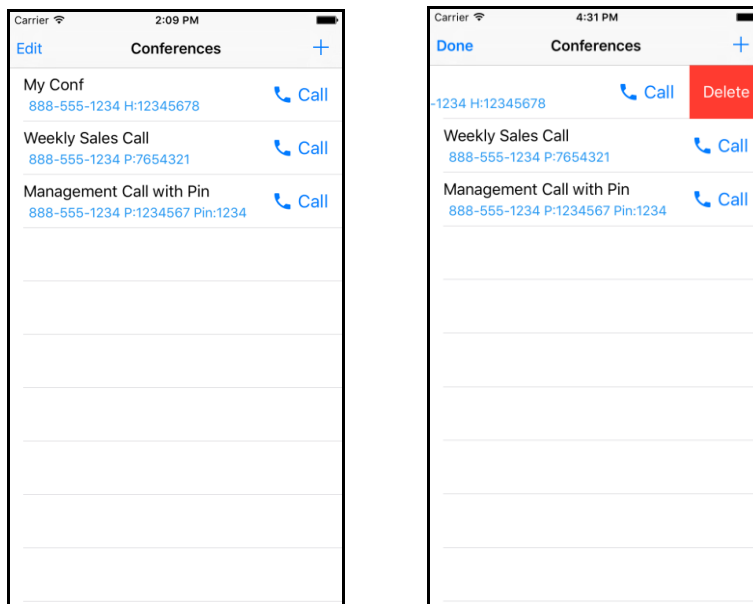 Carrier 2:09 PM
Edit Conferences +
My Conf
888-555-1234 H:12345678
Call
Weekly Sales Call
888-555-1234 P:7654321
Call
Management Call with Pin
888-555-1234 P:1234567 Pin:1234
Call
Carrier 4:31 PM
Done Conferences +
-1234 H:12345678
Call
Delete
Weekly Sales Call
888-555-1234 P:7654321
Call
Management Call with Pin
888-555-1234 P:1234567 Pin:1234
Call